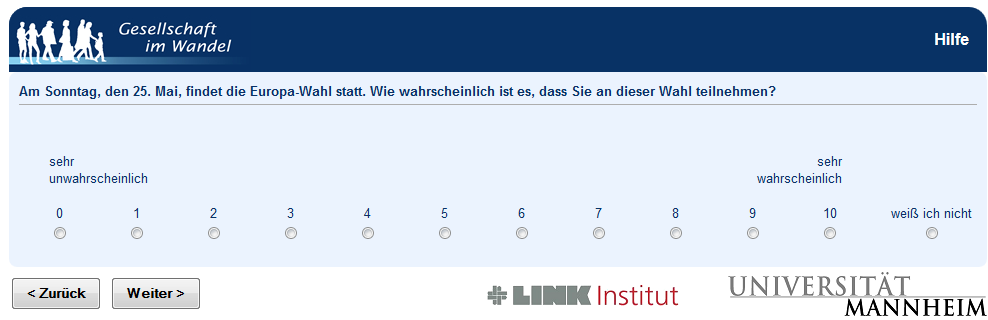 Gesellschaft
im Wandel
Hilfe
Am Sonntag, den 25. Mai, findet die Europa-Wahl statt. Wie wahrscheinlich ist es, dass Sie an dieser Wahl teilnehmen?
sehr
unwahrscheinlich
sehr
wahrscheinlich
0 1 2 3 4 5 6 7 8 9 10 weiß ich nicht
< Zurück Weiter >
LINK Institut
UNIVERSITÄT
MANNHEIM